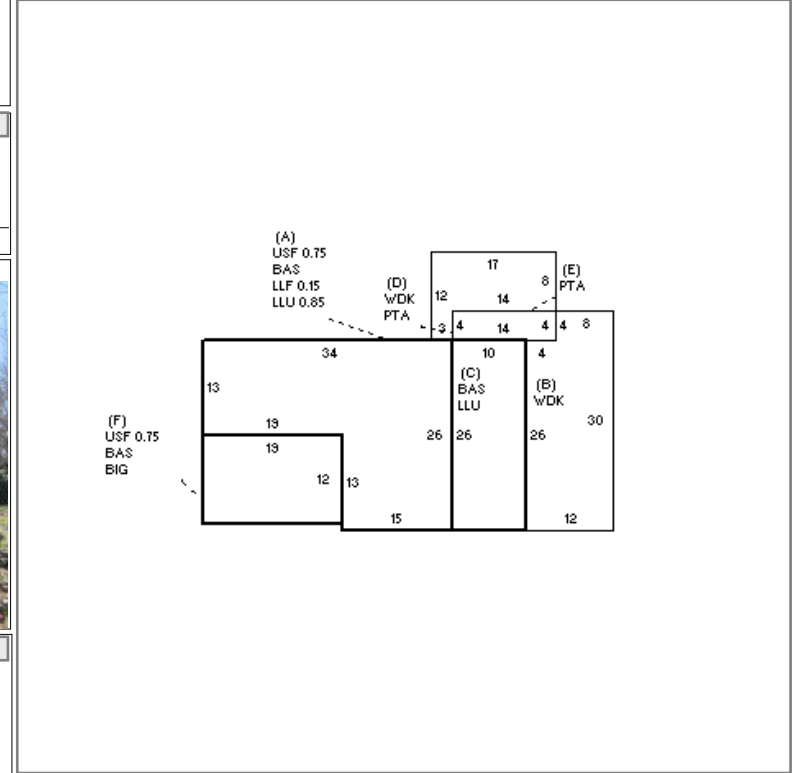 (A)
USF 0.75
BAS
LLF 0.15
LLU 0.85
(D)
WDK
PTA
(E)
PTA
17
8
12
14
3
4
14
4
4
8
34
10
4
(C)
BAS
LLU
(B)
WDK
13
30
(F)
USF 0.75
BAS
BIG
19
26
26
26
19
12
13
15
12